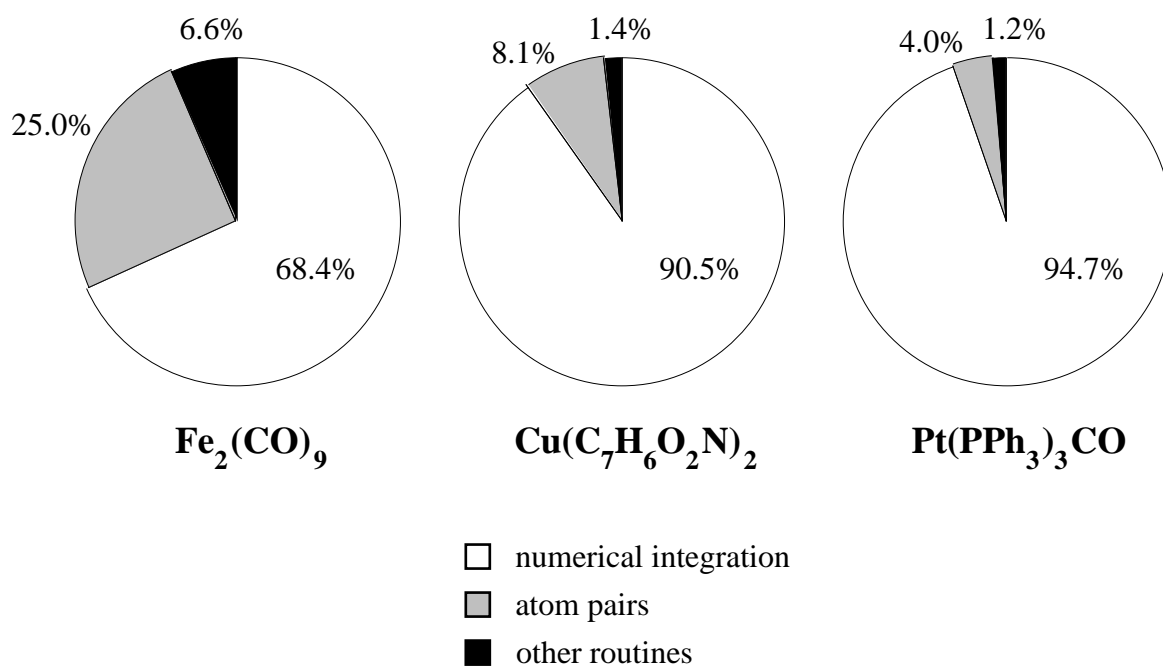 6.6%
25.0%
68.4%
Fe2(CO)9
8.1%
1.4%
90.5%
Cu(C7H6O2N)2
4.0%
1.2%
94.7%
Pt(PPh3)3CO
numerical integration
atom pairs
other routines